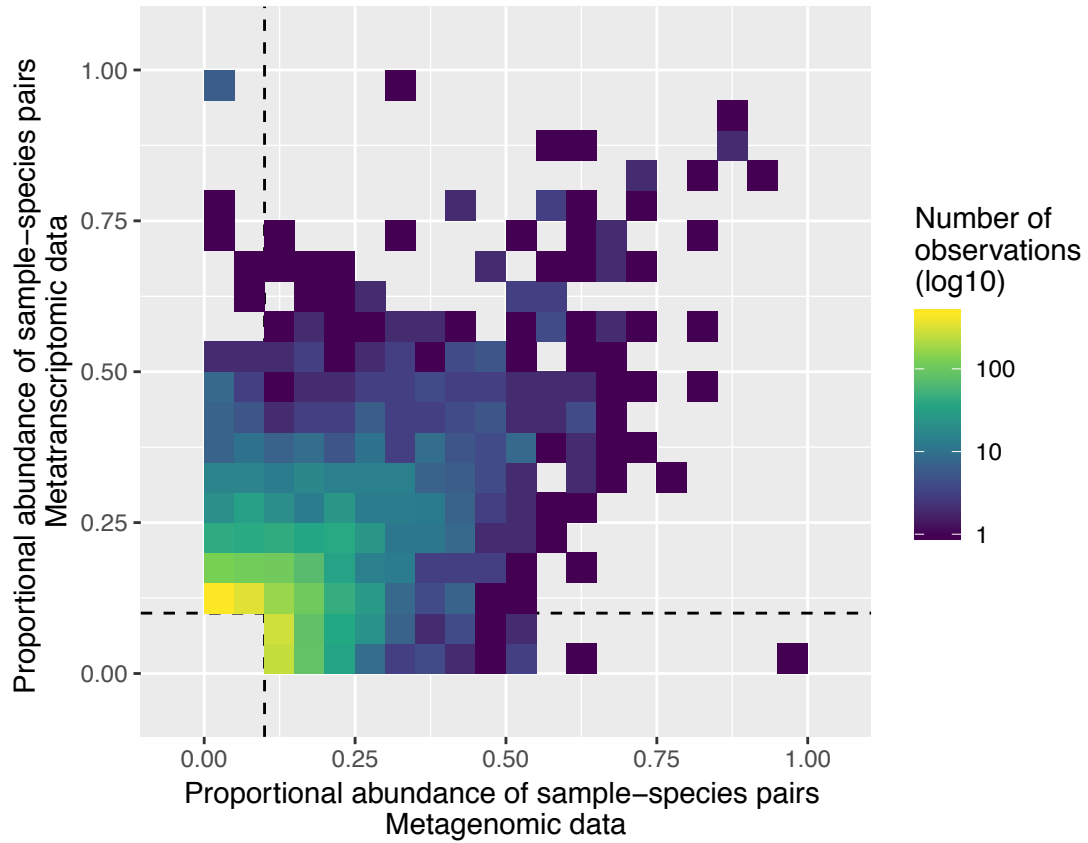 Proportional abundance of sample−species pairs
Metatranscriptomic data
1.00
0.75
0.50
0.25
0.00
0.00
0.25
0.50
0.75
1.00
Proportional abundance of sample−species pairs
Metagenomic data
Number of
observations
(log10)
100
10
1